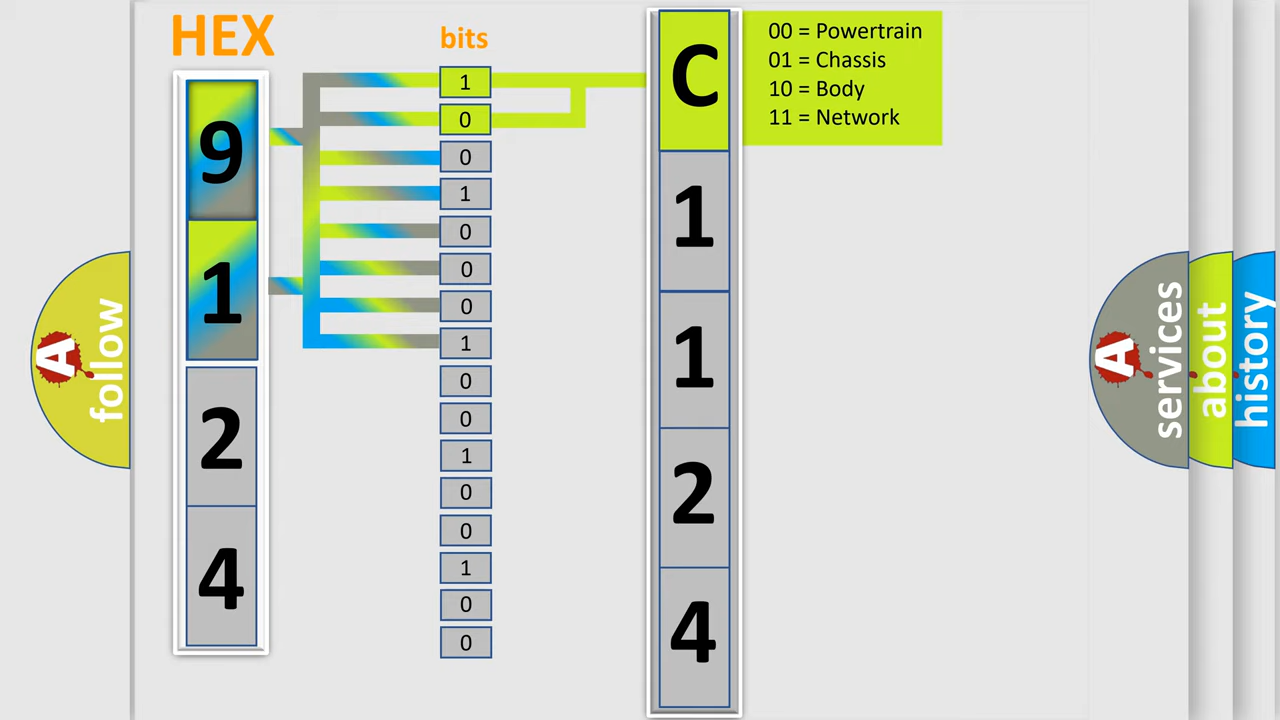 HEX
bits
9
1
2
4
1
0
0
1
0
0
0
1
0
0
1
0
0
1
0
0
C
1
1
2
4
00 = Powertrain
01 = Chassis
10 = Body
11 = Network
A
follow
A
services
about
history